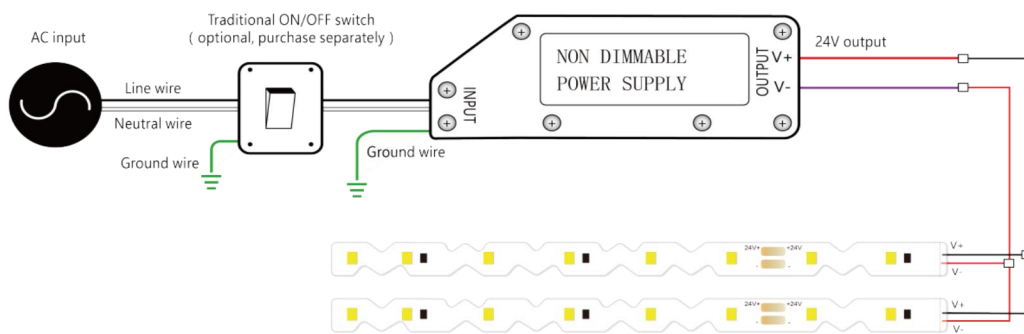 Traditional ON/OFF switch
( optional, purchase separately )
AC input
Line wire
Neutral wire
Ground wire
Ground wire
INPUT
NON DIMMABLE
POWER SUPPLY
OUTPUT
V+
V-
24V output
24V+ +24V
- -
V+
V-
24V+ +24V
- -
V+
V-